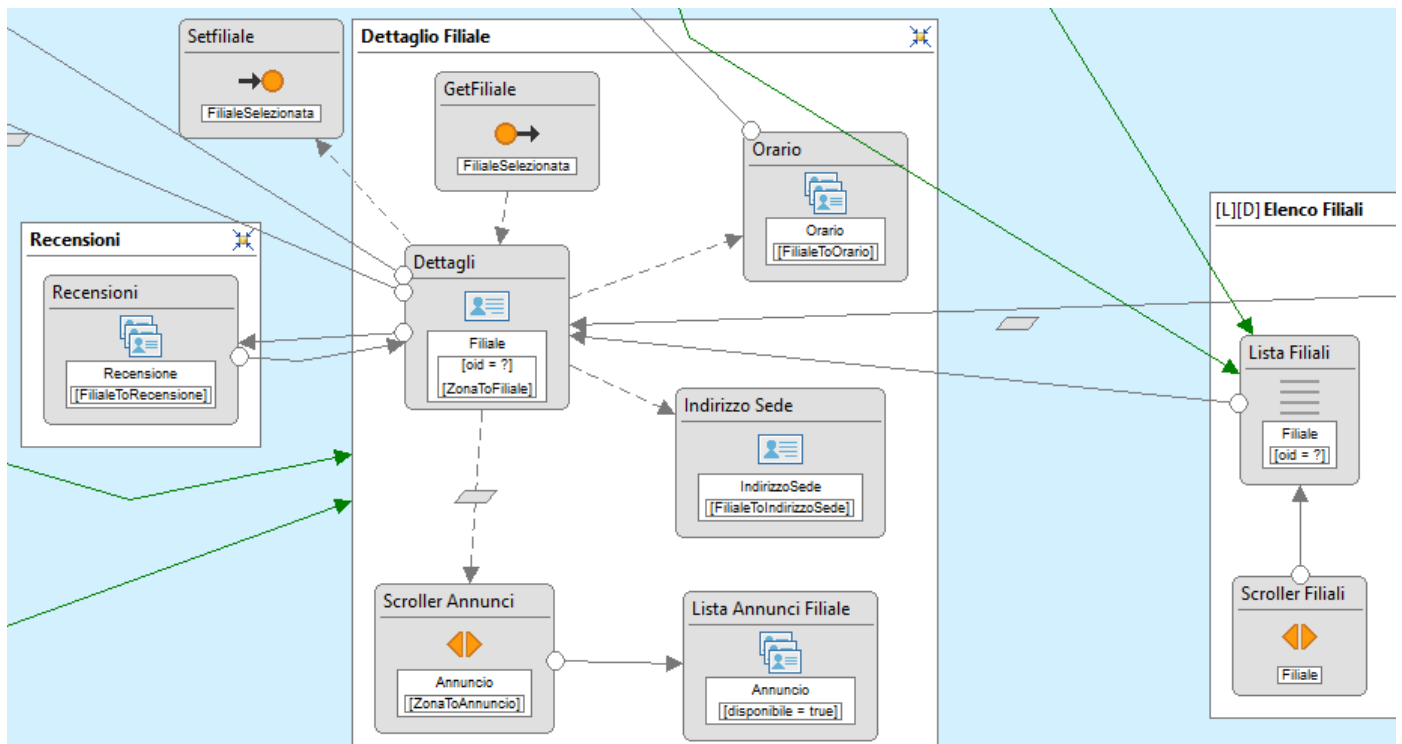 Setfiliale
FilialeSelezionata
Dettaglio Filiale
GetFiliale
FilialeSelezionata
Orario
Orario
[FilialeToOrario]
[L][D] Elenco Filiali
Recensioni
Recensioni
Recensione
[FilialeToRecensione]
Dettagli
Filiale
[oid = ?]
[ZonaToFiliale]
Lista Filiali
Filiale
[oid = ?]
Indirizzo Sede
IndirizzoSede
[FilialeToIndirizzoSede]
Scroller Annunci
Annuncio
[ZonaToAnnuncio]
Lista Annunci Filiale
Annuncio
[disponibile = true]
Scroller Filiali
Filiale